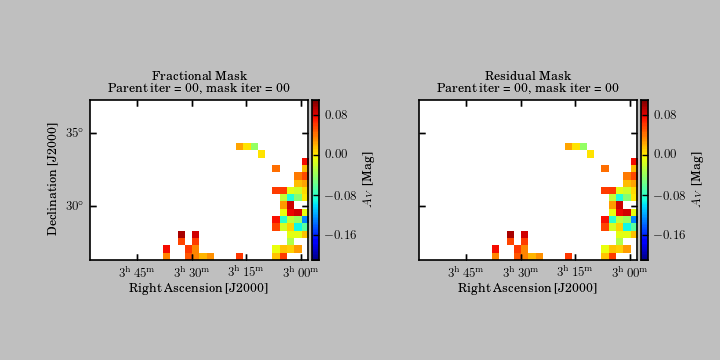 Fractional Mask
Parent iter = 00, mask iter = 00
35°
30°
Declination [J2000]
3h 45m
3h 30m
3h 15m
3h 00m
Right Ascension [J2000]
0.08
0.00
−0.08
−0.16
AV [Mag]
Residual Mask
Parent iter = 00, mask iter = 00
3h 45m
3h 30m
3h 15m
3h 00m
Right Ascension [J2000]
0.08
0.00
−0.08
−0.16
AV [Mag]